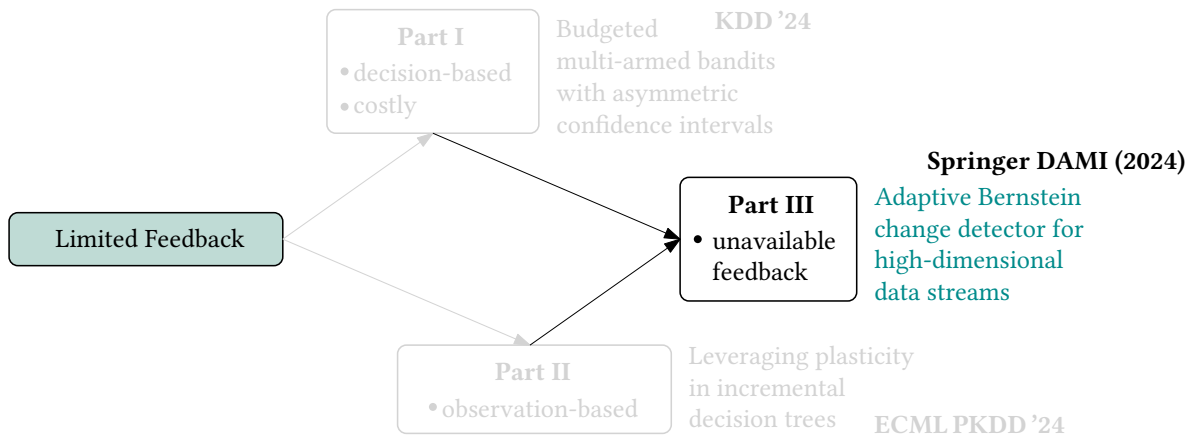 Part I
• decision-based
• costly
Budgeted
multi-armed bandits
with asymmetric
confidence intervals
KDD ’24
Limited Feedback
Springer DAMI (2024)
Part III
• unavailable
feedback
Adaptive Bernstein
change detector for
high-dimensional
data streams
Part II
• observation-based
Leveraging plasticity
in incremental
decision trees
ECML PKDD ’24